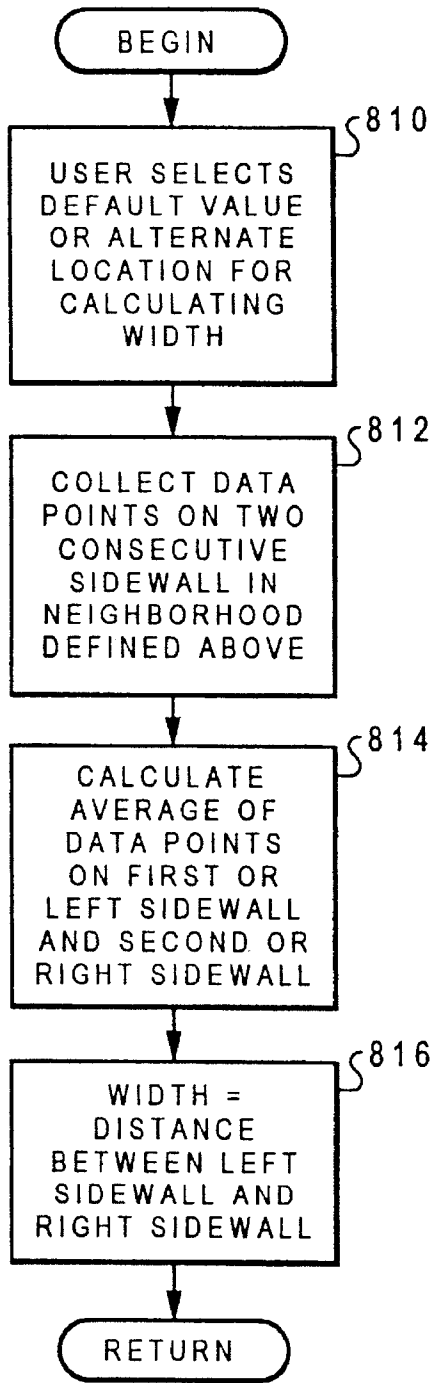 BEGIN
810
USER SELECTS
DEFAULT VALUE
OR ALTERNATE
LOCATION FOR
CALCULATING
WIDTH
812
COLLECT DATA
POINTS ON TWO
CONSECUTIVE
SIDEWALL IN
NEIGHBORHOOD
DEFINED ABOVE
814
CALCULATE
AVERAGE OF
DATA POINTS
ON FIRST OR
LEFT SIDEWALL
AND SECOND OR
RIGHT SIDEWALL
816
WIDTH =
DISTANCE
BETWEEN LEFT
SIDEWALL AND
RIGHT SIDEWALL
RETURN